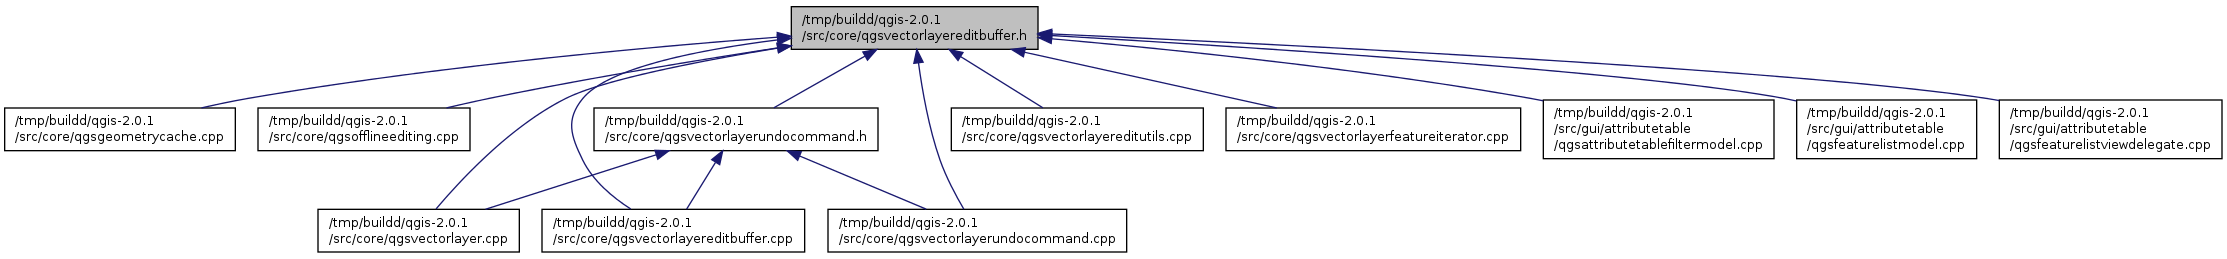 /tmp/buildd/qgis-2.0.1
/src/core/qgsvectorlayereditbuffer.h
/tmp/buildd/qgis-2.0.1
/src/core/qgsgeometrycache.cpp
/tmp/buildd/qgis-2.0.1
/src/core/qgsofflineediting.cpp
/tmp/buildd/qgis-2.0.1
/src/core/qgsvectorlayerundocommand.h
/tmp/buildd/qgis-2.0.1
/src/core/qgsvectorlayereditutils.cpp
/tmp/buildd/qgis-2.0.1
/src/core/qgsvectorlayerfeatureiterator.cpp
/tmp/buildd/qgis-2.0.1
/src/gui/attributetable
/qgsattributetablefiltermodel.cpp
/tmp/buildd/qgis-2.0.1
/src/gui/attributetable
/qgsfeaturelistmodel.cpp
/tmp/buildd/qgis-2.0.1
/src/gui/attributetable
/qgsfeaturelistviewdelegate.cpp
/tmp/buildd/qgis-2.0.1
/src/core/qgsvectorlayer.cpp
/tmp/buildd/qgis-2.0.1
/src/core/qgsvectorlayereditbuffer.cpp
/tmp/buildd/qgis-2.0.1
/src/core/qgsvectorlayerundocommand.cpp